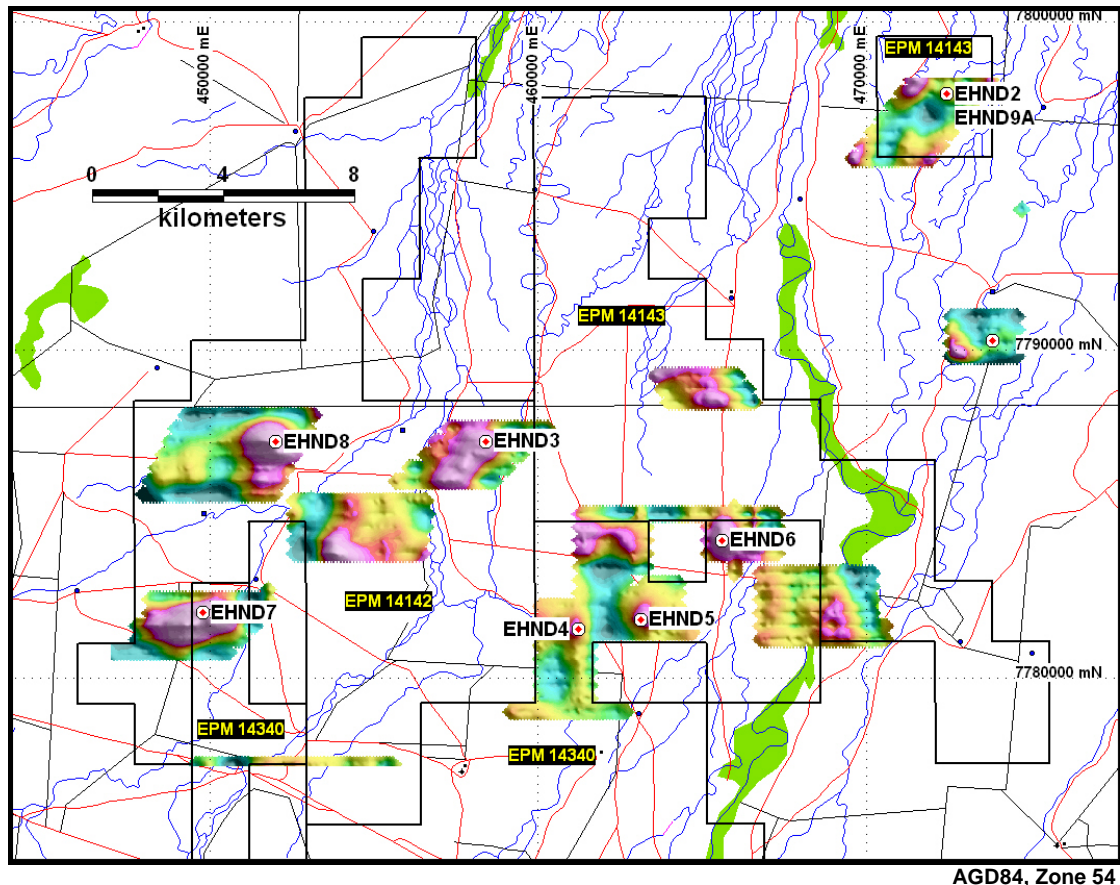 7800000 mN
450000 mE
460000 mE
470000 mE
EPM 14143
EHND2
EHND9A
0 4 8
kilometers
EPM 14143
7790000 mN
EHND8
EHND3
EHND6
EPM 14142
EHND7
EHND5
EHND4
7780000 mN
EPM 14340
EPM 14340
AGD84, Zone 54